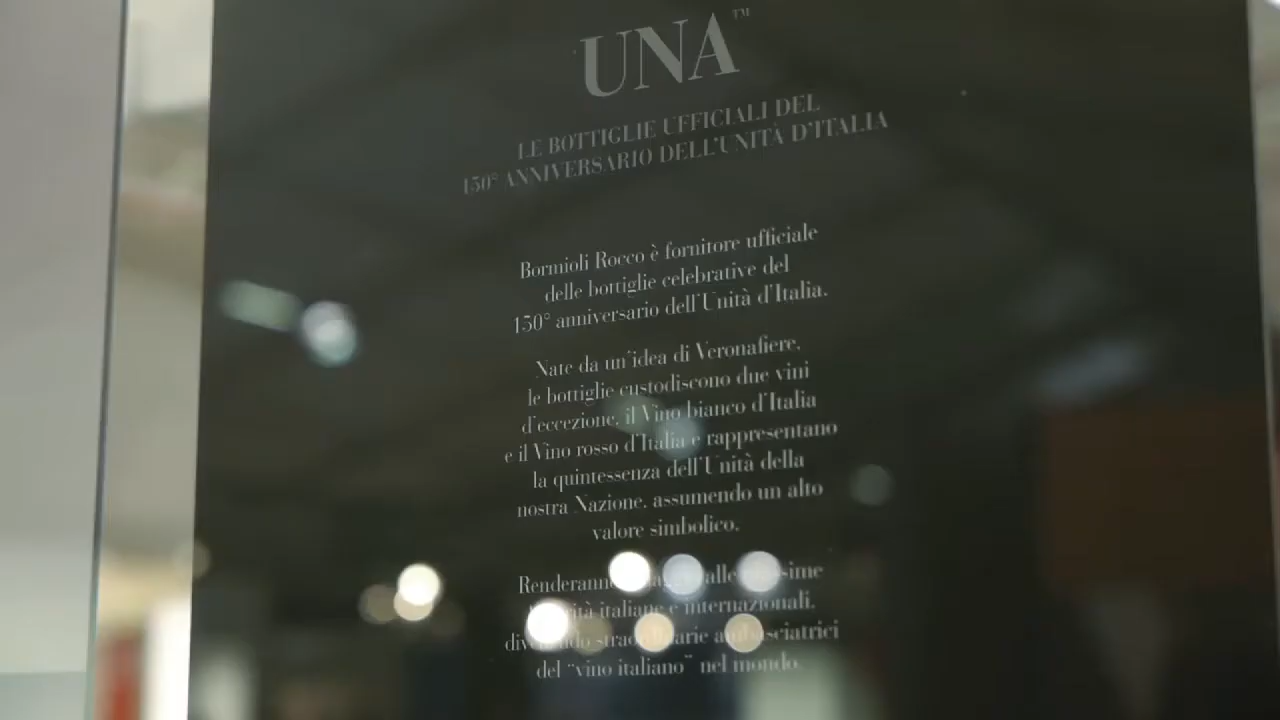 UNA™
LE BOTTIGLIE UFFICIALI DEL
150° ANNIVERSARIO DELL'UNITÀ D'ITALIA
Bormioli Rocco è fornitore ufficiale
delle bottiglie celebrative del
150° anniversario dell'Unità d'Italia.
Nate da un'idea di Veronafiere,
le bottiglie custodiscono due vini
d'eccezione, il Vino bianco d'Italia
e il Vino rosso d'Italia e rappresentano
la quintessenza dell'Unità della
nostra Nazione, assumendo un alto
valore simbolico.
Renderanno alle
italiane e internazionali,
divenendo straordinarie ambasciatrici
del "vino italiano" nel mondo.